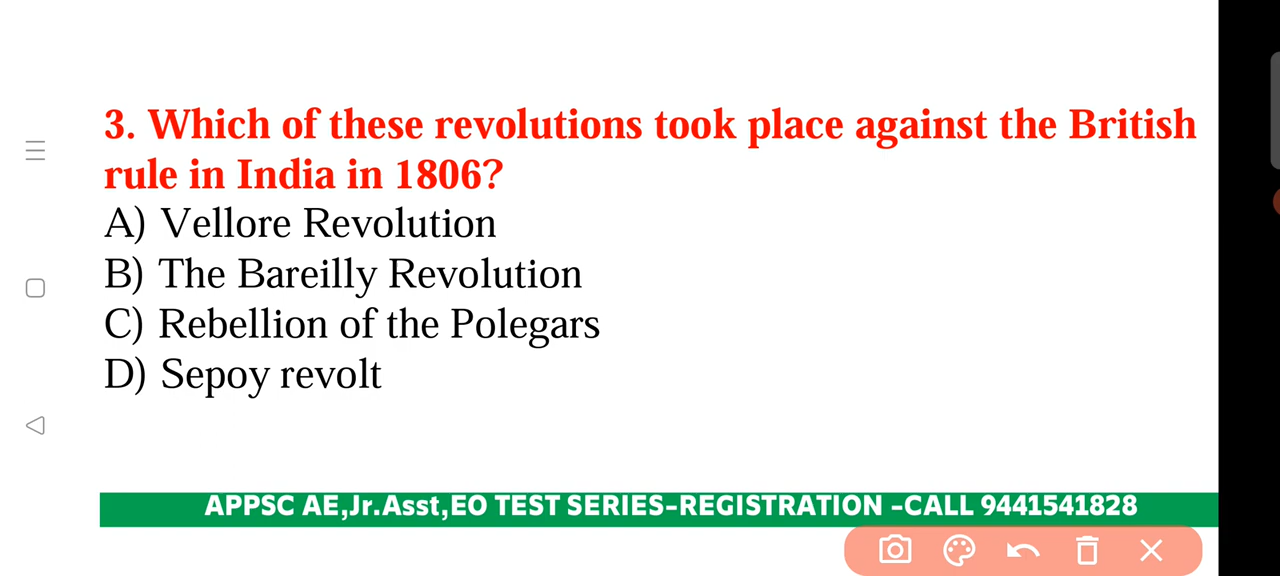 3. Which of these revolutions took place against the British
rule in India in 1806?
A) Vellore Revolution
B) The Bareilly Revolution
C) Rebellion of the Polegars
D) Sepoy revolt
APPSC AE,Jr.Asst,EO TEST SERIES-REGISTRATION -CALL 9441541828